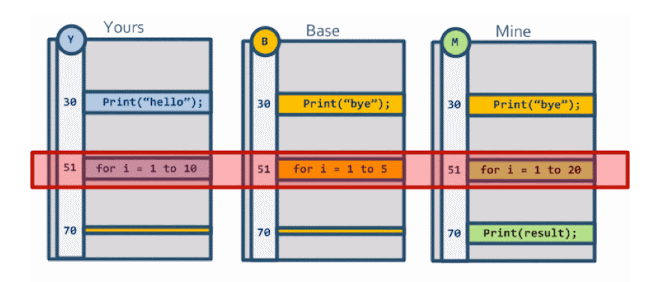 Yours
Base
Mine
Y
B
M
30 Print(“hello”);
30 Print(“bye”);
30 Print(“bye”);
51 for i = 1 to 10
51 for i = 1 to 5
51 for i = 1 to 20
70
70
70 Print(result);